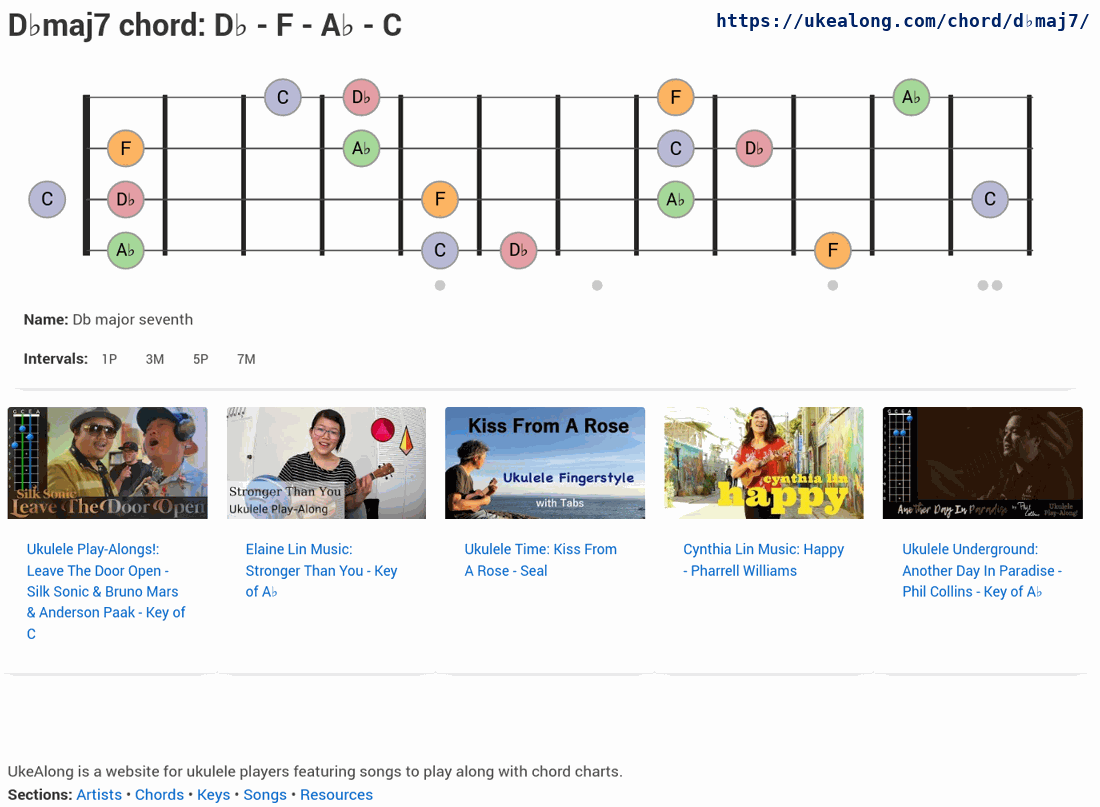 D♭maj7 chord: D♭ - F - A♭ - C
https://ukealong.com/chord/d♭maj7/
C D♭ F A♭
F A♭ C D♭
C D♭ F A♭ C
A♭ C D♭ F
Name: Db major seventh
Intervals: 1P 3M 5P 7M
G C E A
Silk Sonic
Leave The Door Open
Stronger Than You
Ukulele Play-Along
Kiss From A Rose
Ukulele Fingerstyle
with Tabs
cynthia lin
happy
G C E A
Another Day In Paradise by Phil Collins
Ukulele Play-Along!
Ukulele Play-Alongs!:
Leave The Door Open -
Silk Sonic & Bruno Mars
& Anderson Paak - Key of
C
Elaine Lin Music:
Stronger Than You - Key
of A♭
Ukulele Time: Kiss From
A Rose - Seal
Cynthia Lin Music: Happy
- Pharrell Williams
Ukulele Underground:
Another Day In Paradise -
Phil Collins - Key of A♭
UkeAlong is a website for ukulele players featuring songs to play along with chord charts.
Sections: Artists • Chords • Keys • Songs • Resources